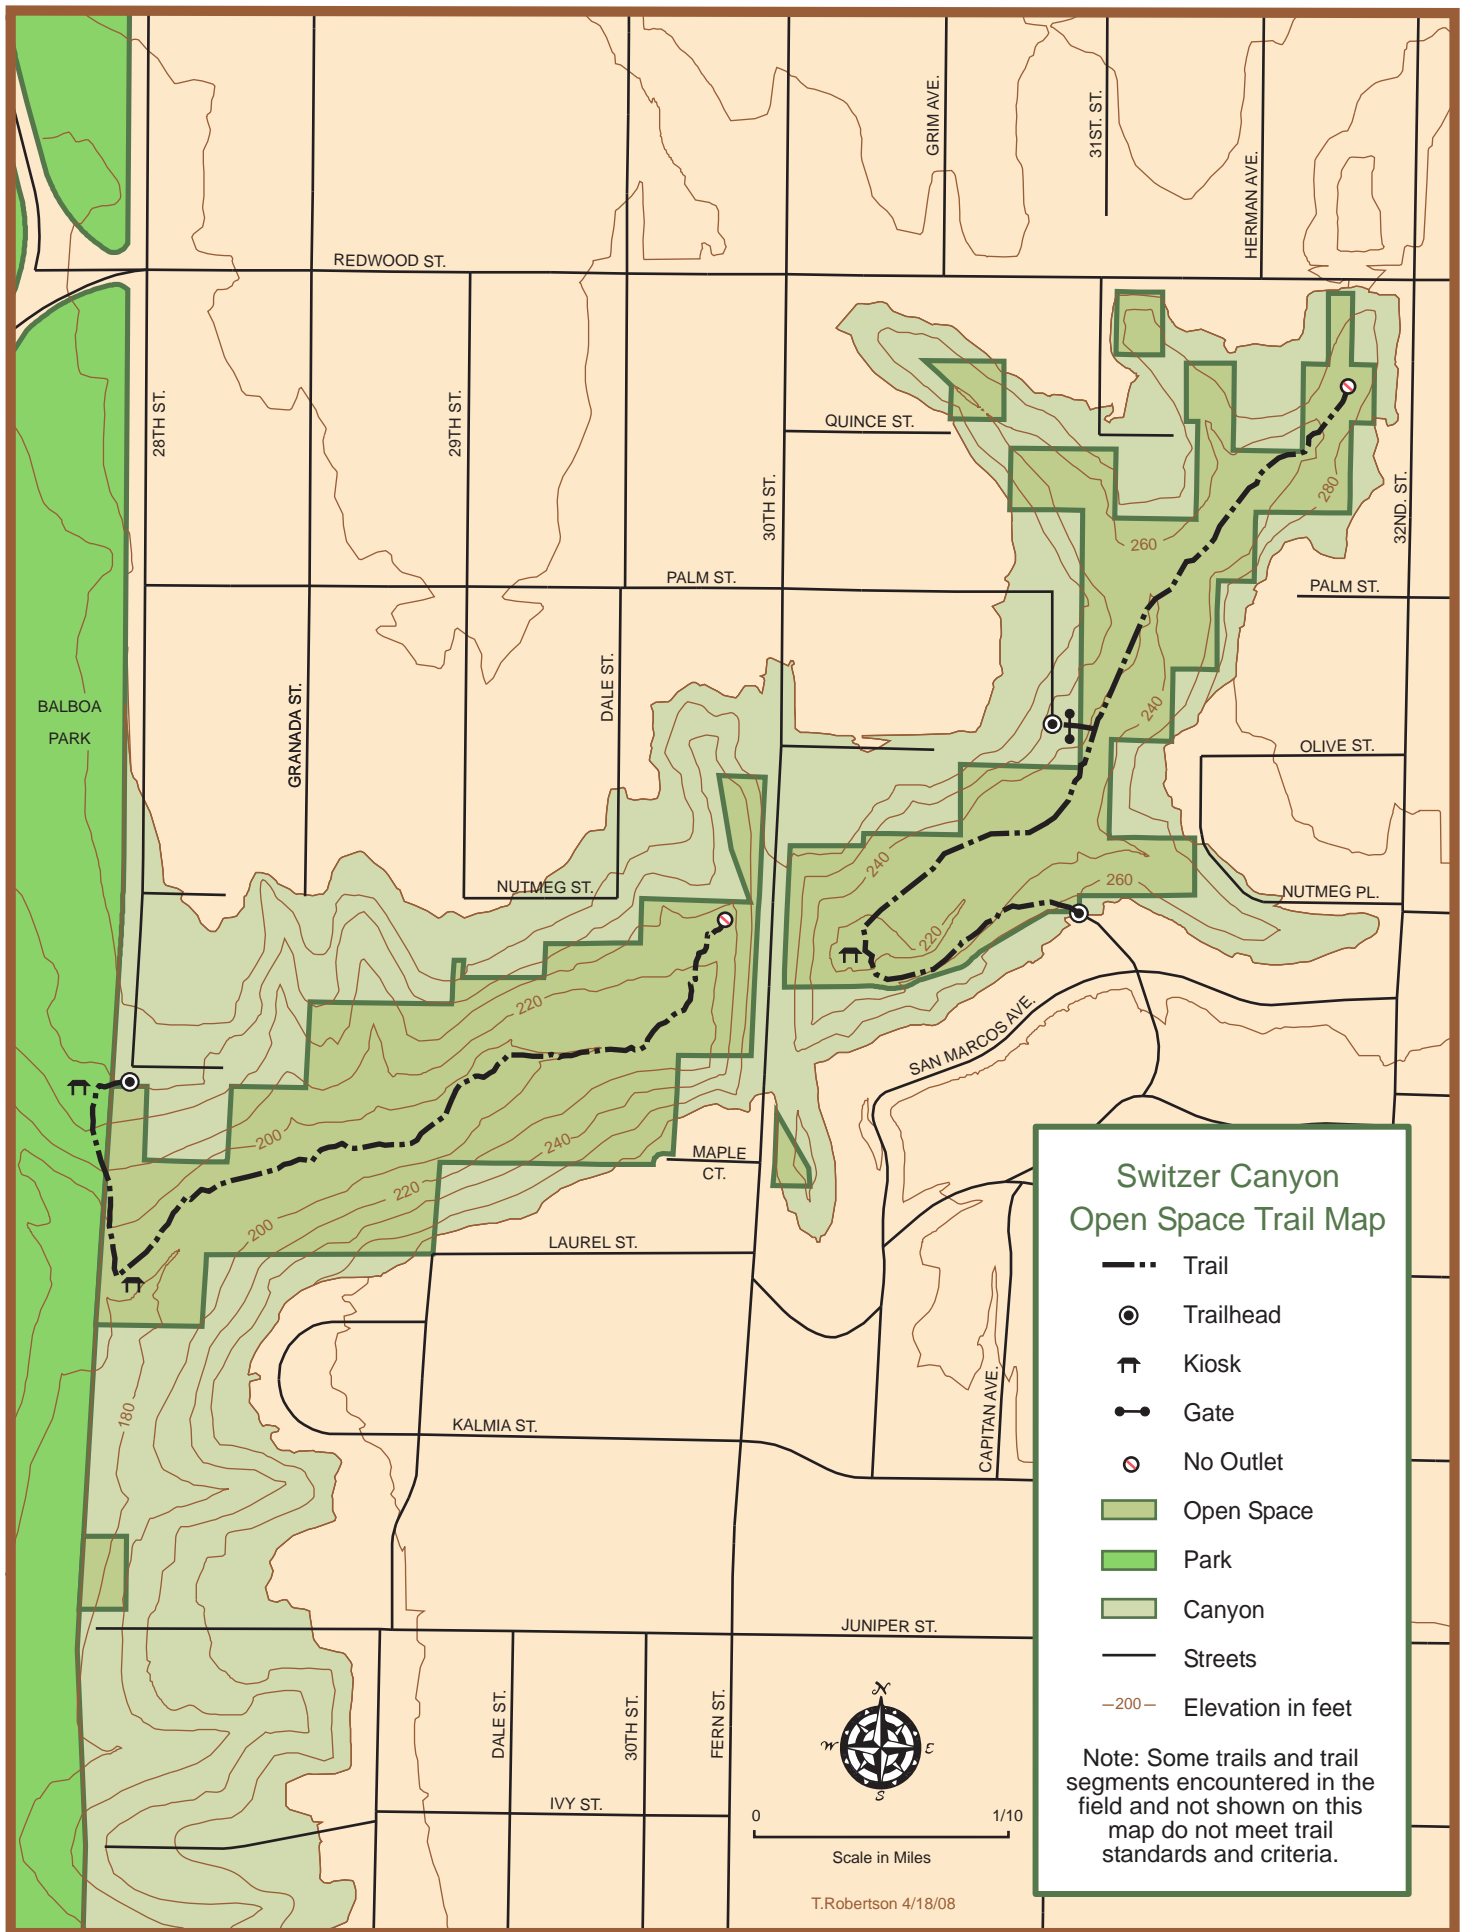 GRIM AVE.
31ST. ST.
HERMAN AVE.
REDWOOD ST.
28TH ST.
29TH ST.
QUINCE ST.
30TH ST.
280
32ND. ST.
260
PALM ST.
PALM ST.
BALBOA
PARK
GRANADA ST.
DALE ST.
240
OLIVE ST.
240
NUTMEG ST.
260
NUTMEG PL.
220
220
SAN MARCOS AVE.
200
240
MAPLE
CT.
220
200
LAUREL ST.
180
KALMIA ST.
CAPITAN AVE.
JUNIPER ST.
DALE ST.
30TH ST.
FERN ST.
IVY ST.
N
W
E
S
0
1/10
Scale in Miles
T.Robertson 4/18/08
Switzer Canyon
Open Space Trail Map
Trail
Trailhead
Kiosk
Gate
No Outlet
Open Space
Park
Canyon
Streets
200
Elevation in feet
Note: Some trails and trail
segments encountered in the
field and not shown on this
map do not meet trail
standards and criteria.